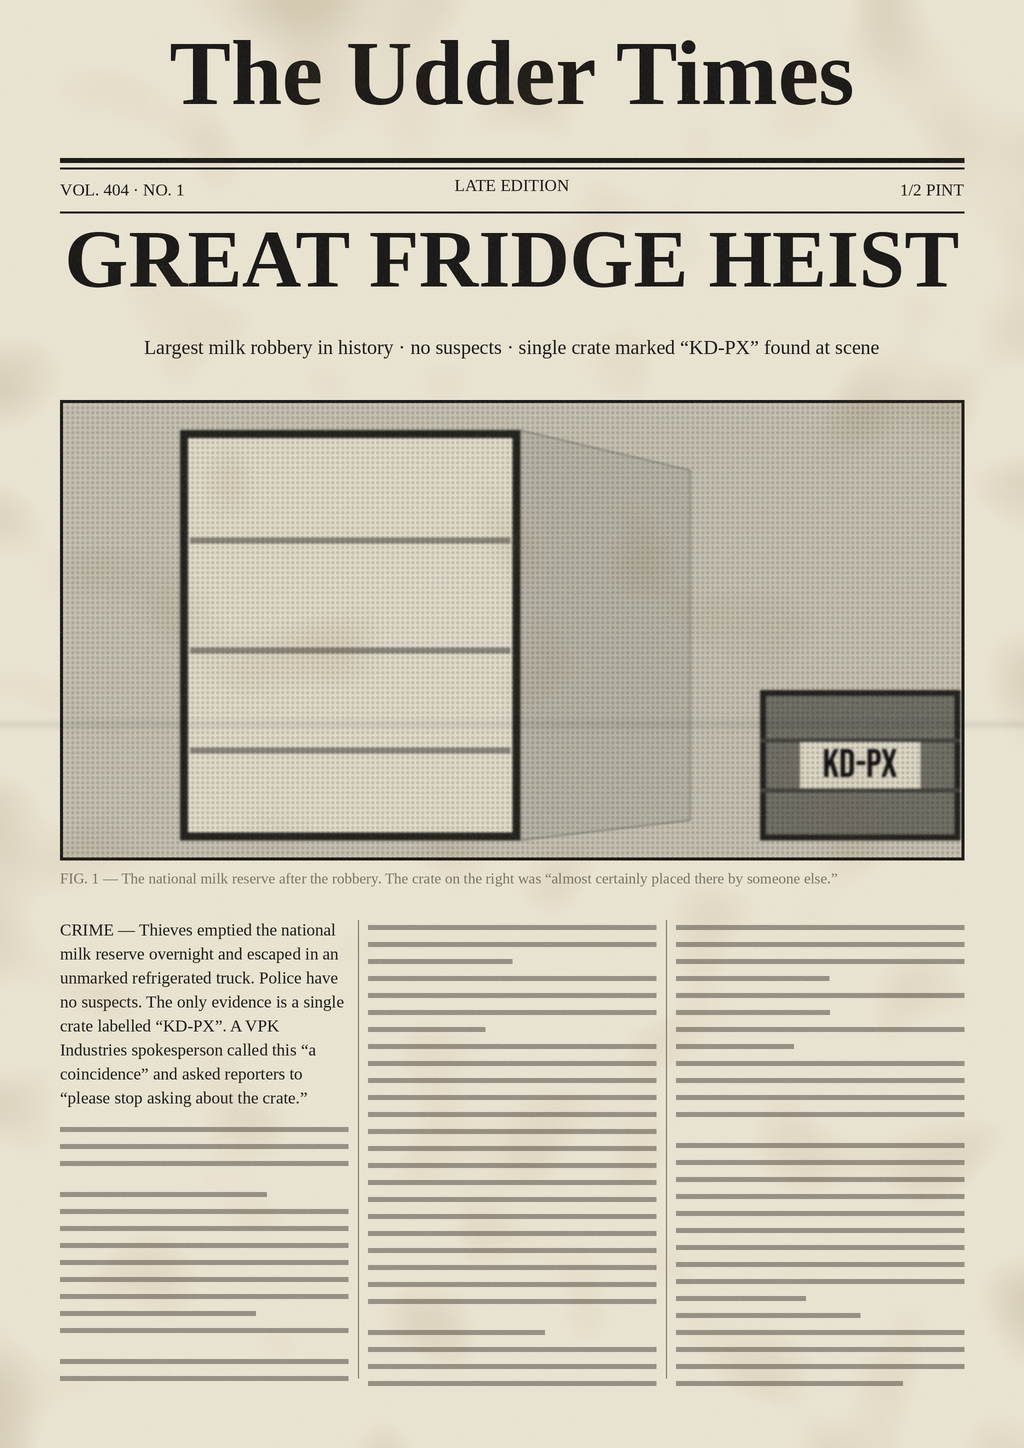 The Udder Times
VOL. 404 · NO. 1
LATE EDITION
1/2 PINT
GREAT FRIDGE HEIST
Largest milk robbery in history · no suspects · single crate marked “KD-PX” found at scene
KD-PX
FIG. 1 — The national milk reserve after the robbery. The crate on the right was “almost certainly placed there by someone else.”
CRIME — Thieves emptied the national
milk reserve overnight and escaped in an
unmarked refrigerated truck. Police have
no suspects. The only evidence is a single
crate labelled “KD-PX”. A VPK
Industries spokesperson called this “a
coincidence” and asked reporters to
“please stop asking about the crate.”